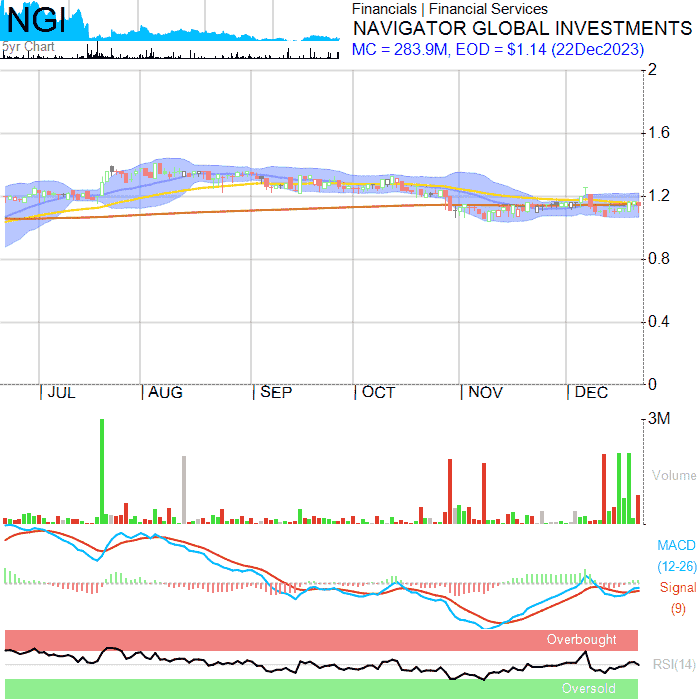 NGI
5yr Chart
Financials | Financial Services
NAVIGATOR GLOBAL INVESTMENTS
MC = 283.9M, EOD = $1.14 (22Dec2023)
2
1.6
1.2
0.8
0.4
0
| JUL | AUG | SEP | OCT | NOV | DEC
3M
Volume
MACD
(12-26)
Signal
(9)
Overbought
RSI(14)
Oversold